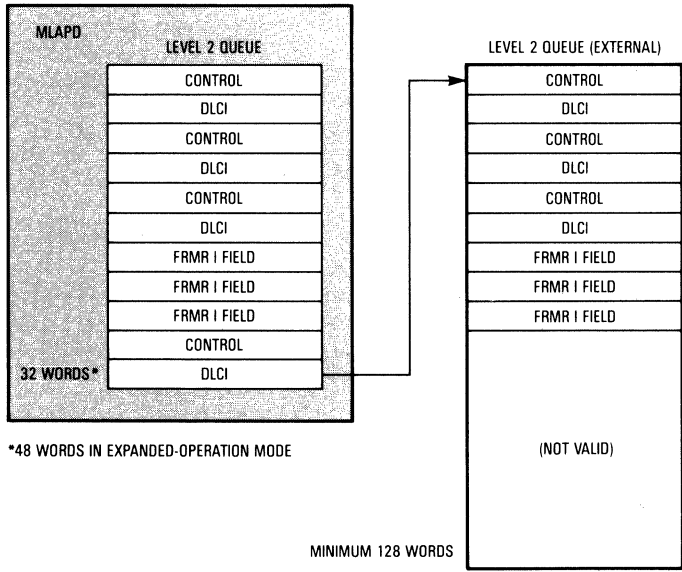 MLAPD
LEVEL 2 QUEUE
CONTROL
DLCI
CONTROL
DLCI
CONTROL
DLCI
FRMR I FIELD
FRMR I FIELD
FRMR I FIELD
CONTROL
32 WORDS* DLCI
*48 WORDS IN EXPANDED-OPERATION MODE
LEVEL 2 QUEUE (EXTERNAL)
CONTROL
DLCI
CONTROL
DLCI
CONTROL
DLCI
FRMR I FIELD
FRMR I FIELD
FRMR I FIELD
(NOT VALID)
MINIMUM 128 WORDS